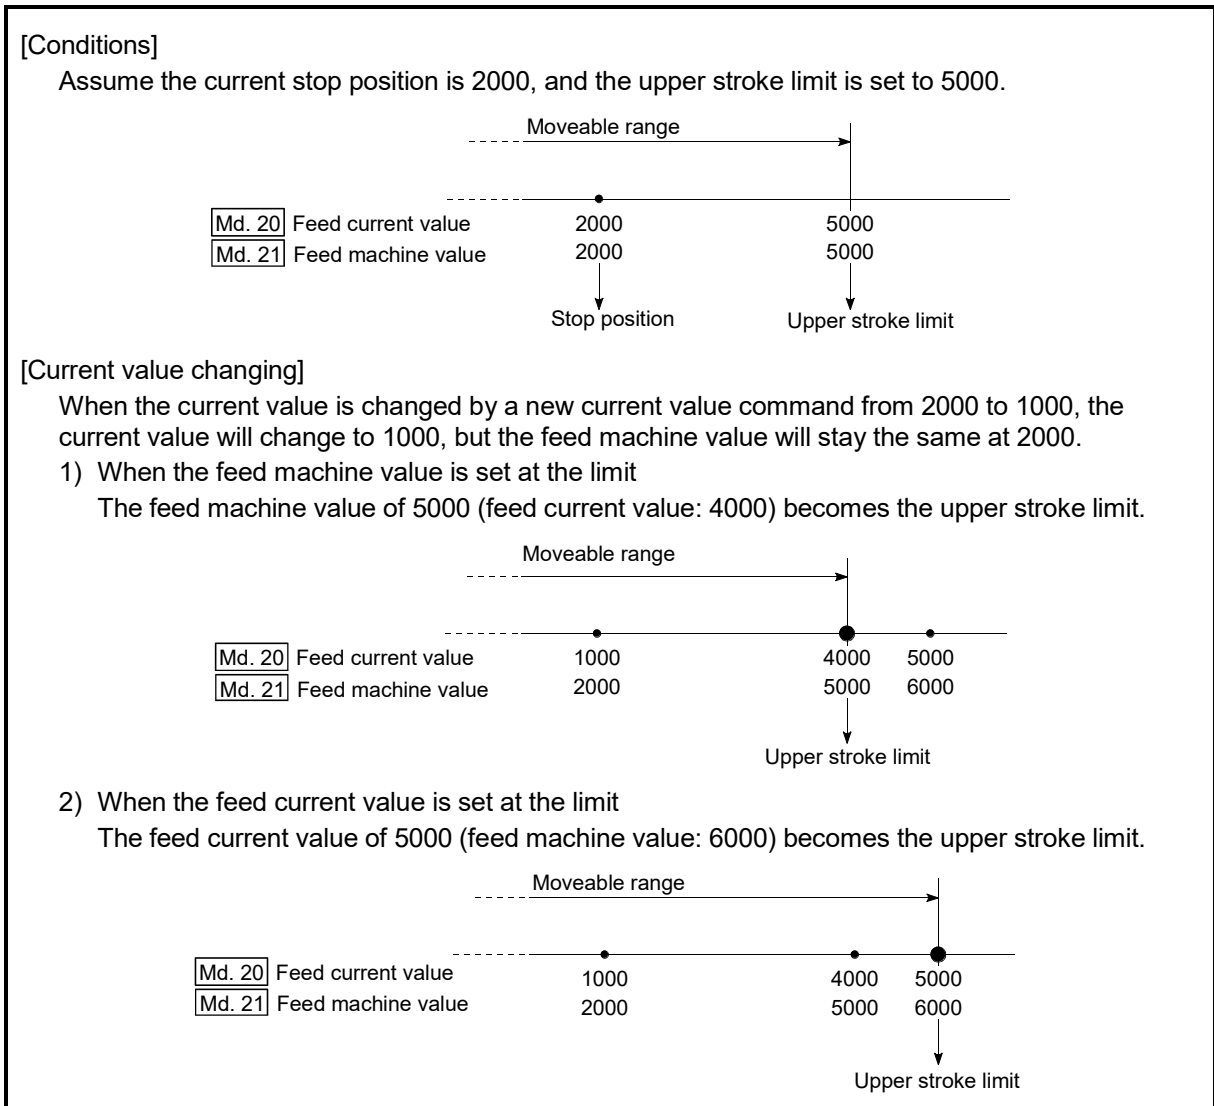 [Conditions]
Assume the current stop position is 2000, and the upper stroke limit is set to 5000.
Moveable range
Md. 20 Feed current value 2000 5000
Md. 21 Feed machine value 2000 5000
Stop position Upper stroke limit
[Current value changing]
When the current value is changed by a new current value command from 2000 to 1000, the
current value will change to 1000, but the feed machine value will stay the same at 2000.
1) When the feed machine value is set at the limit
The feed machine value of 5000 (feed current value: 4000) becomes the upper stroke limit.
Moveable range
Md. 20 Feed current value 1000 4000 5000
Md. 21 Feed machine value 2000 5000 6000
Upper stroke limit
2) When the feed current value is set at the limit
The feed current value of 5000 (feed machine value: 6000) becomes the upper stroke limit.
Moveable range
Md. 20 Feed current value 1000 4000 5000
Md. 21 Feed machine value 2000 5000 6000
Upper stroke limit